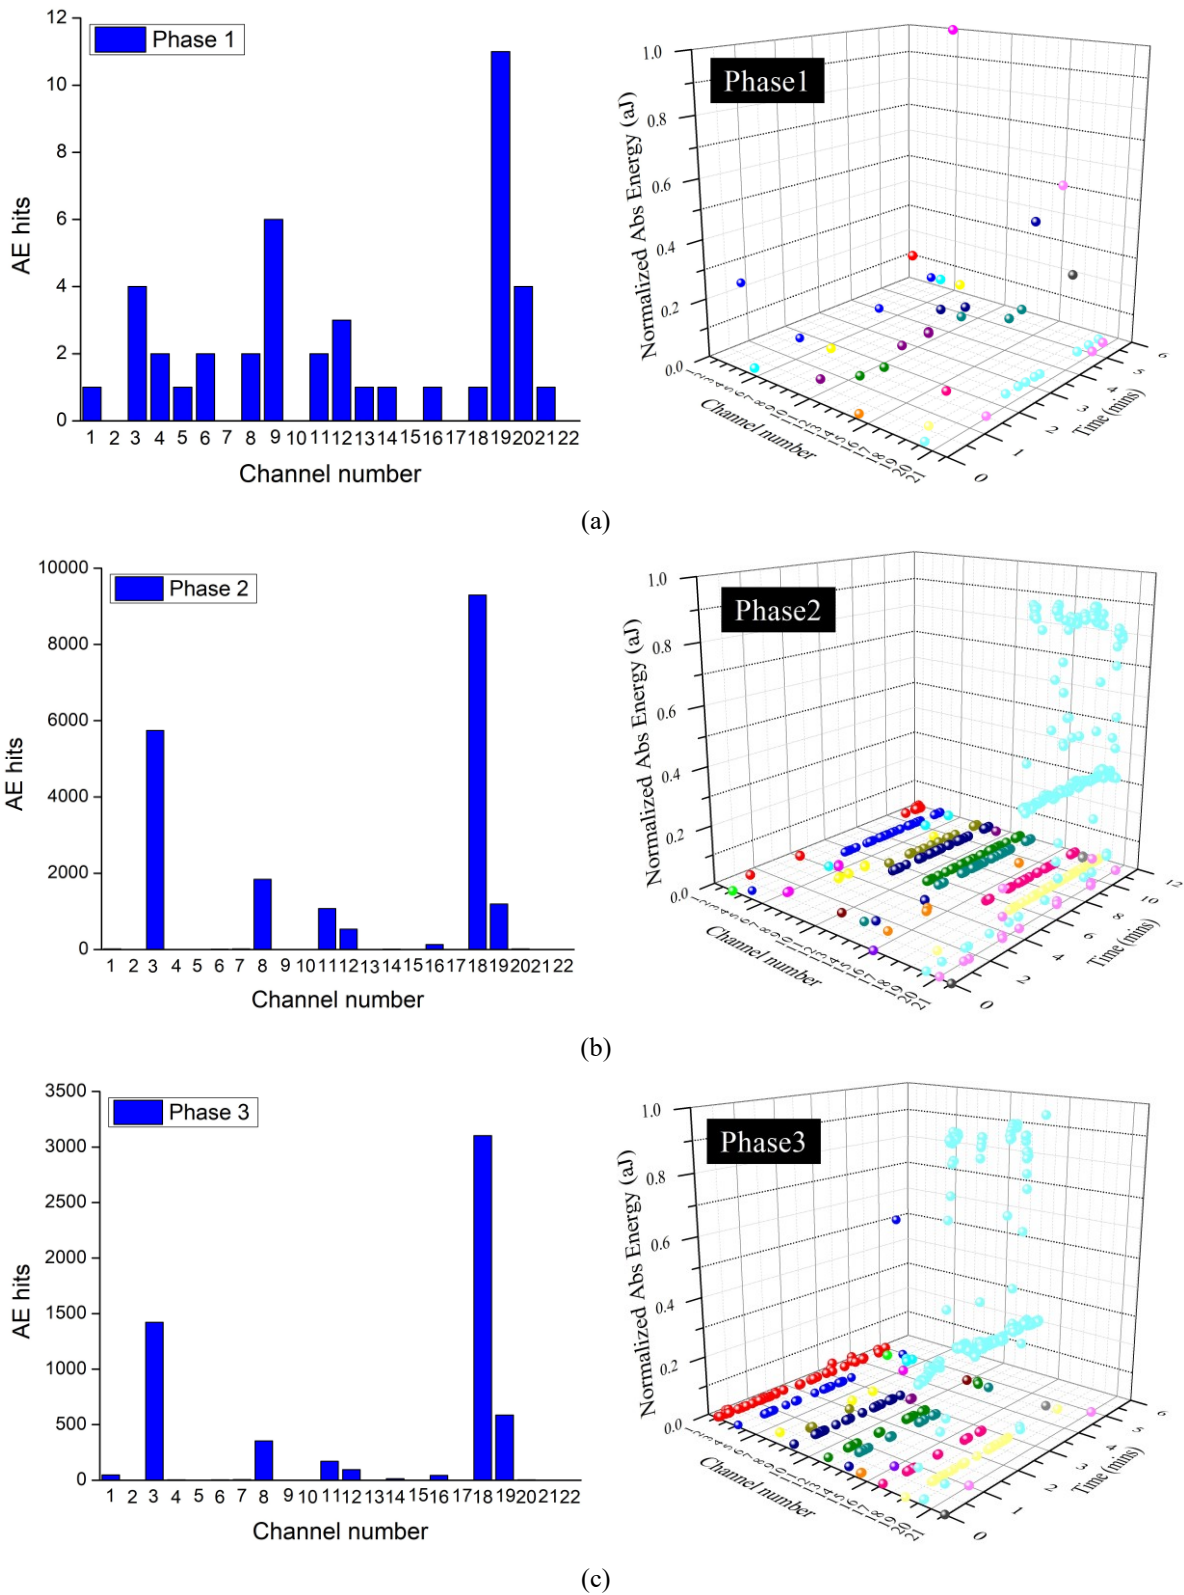 12
10
8
6
4
2
0
AE hits
Phase 1
1 2 3 4 5 6 7 8 9 10 11 12 13 14 15 16 17 18 19 20 21 22
Channel number
Phase1
Normalized Abs Energy (aJ)
1.0
0.8
0.6
0.4
0.2
0.0
Channel number
0 1 2 3 4 5 6
Time (mins)
(a)
10000
8000
6000
4000
2000
0
AE hits
Phase 2
1 2 3 4 5 6 7 8 9 10 11 12 13 14 15 16 17 18 19 20 21 22
Channel number
Phase2
Normalized Abs Energy (aJ)
1.0
0.8
0.6
0.4
0.2
0.0
Channel number
0 2 4 6 8 10 12
Time (mins)
(b)
3500
3000
2500
2000
1500
1000
500
0
AE hits
Phase 3
1 2 3 4 5 6 7 8 9 10 11 12 13 14 15 16 17 18 19 20 21 22
Channel number
Phase3
Normalized Abs Energy (aJ)
1.0
0.8
0.6
0.4
0.2
0.0
Channel number
0 1 2 3 4 5 6
Time (mins)
(c)